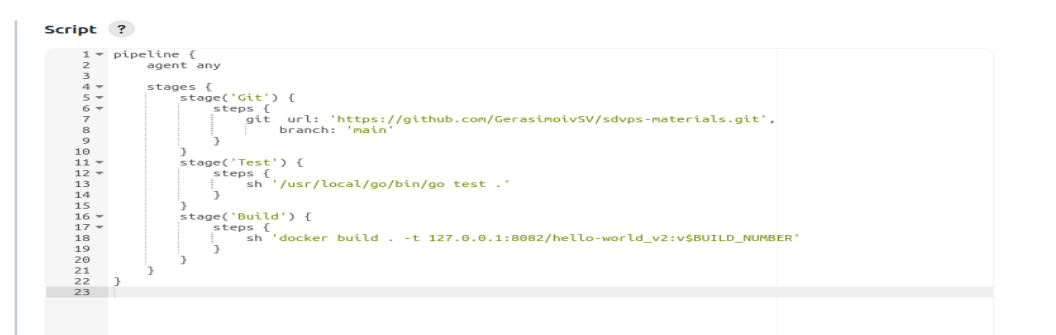 Script ?
1 pipeline {
2     agent any
3
4     stages {
5         stage('Git') {
6             steps {
7                 git  url: 'https://github.com/GerasimoivSV/sdvps-materials.git',
8                     branch: 'main'
9             }
10         }
11         stage('Test') {
12             steps {
13                 sh '/usr/local/go/bin/go test .'
14             }
15         }
16         stage('Build') {
17             steps {
18                 sh 'docker build . -t 127.0.0.1:8082/hello-world_v2:v$BUILD_NUMBER'
19             }
20         }
21     }
22 }
23